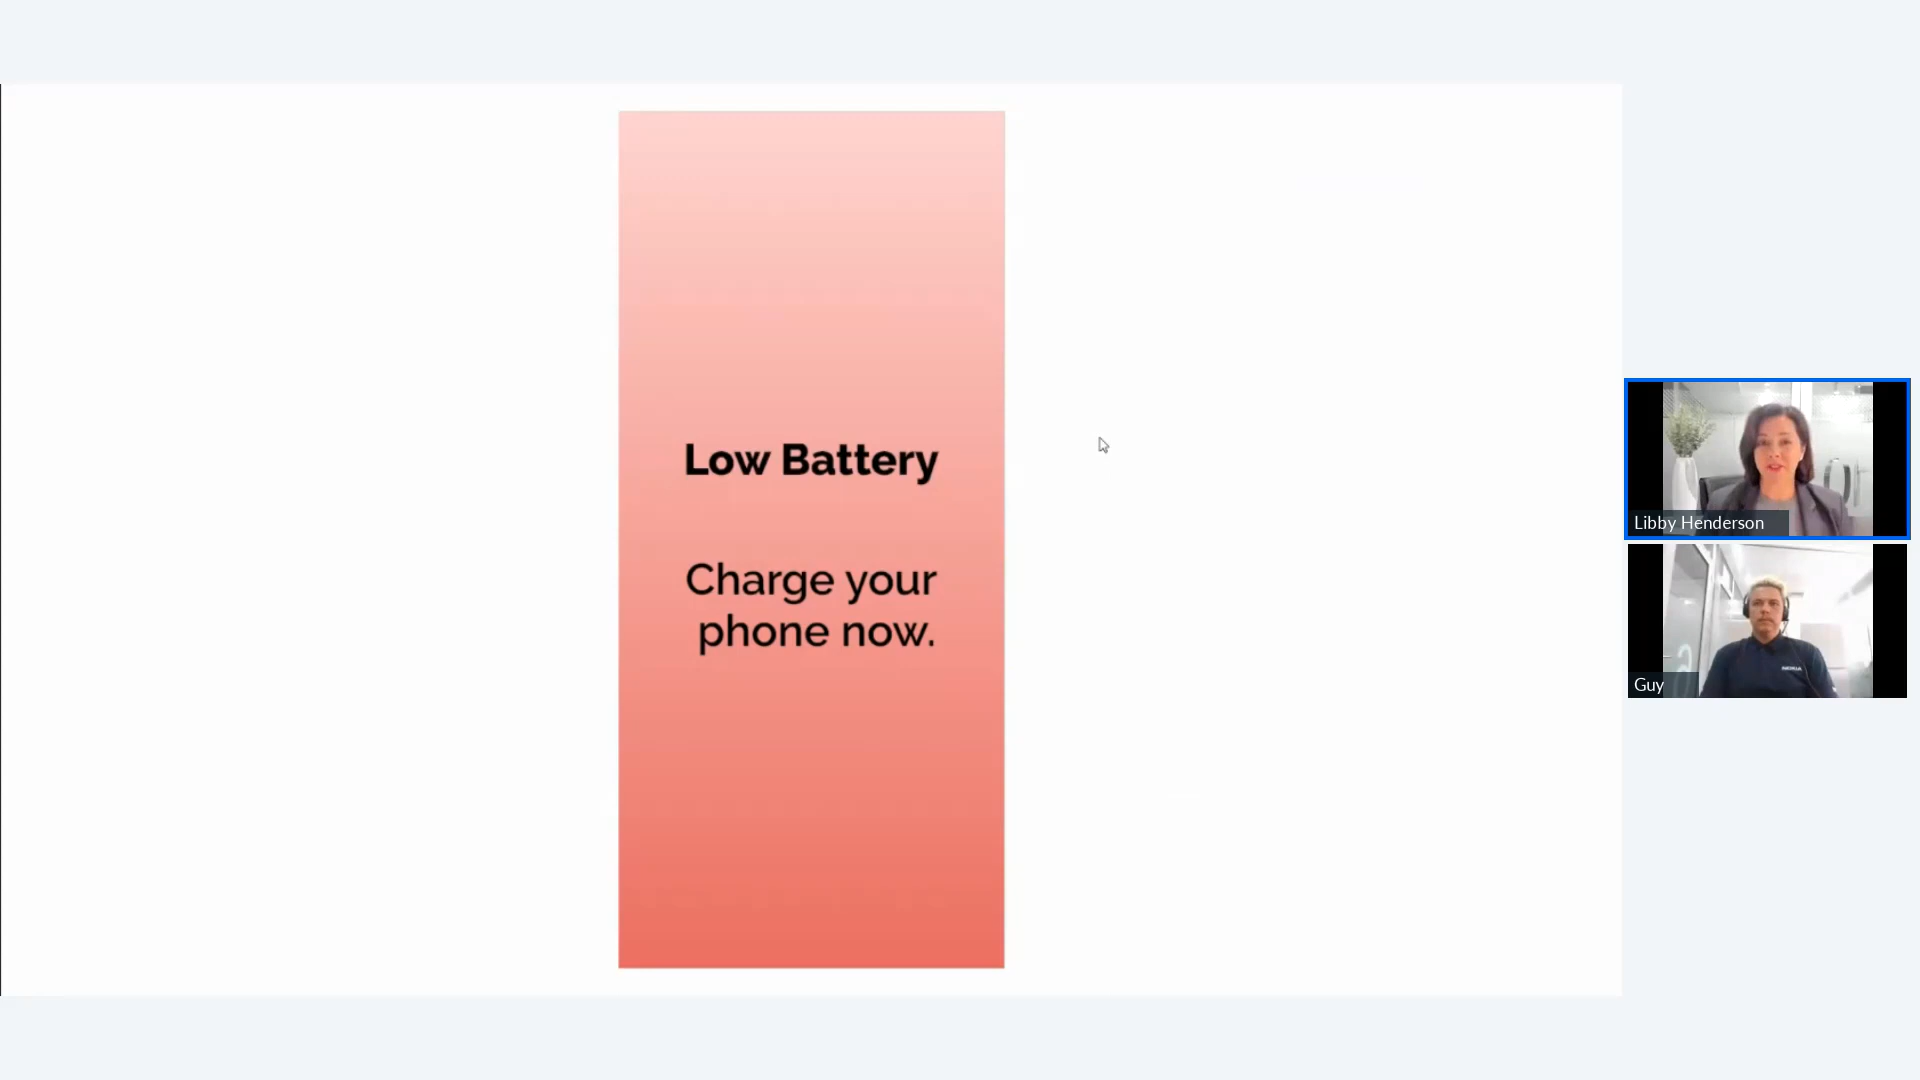 Low Battery
Charge your
phone now.
Libby Henderson
Guy